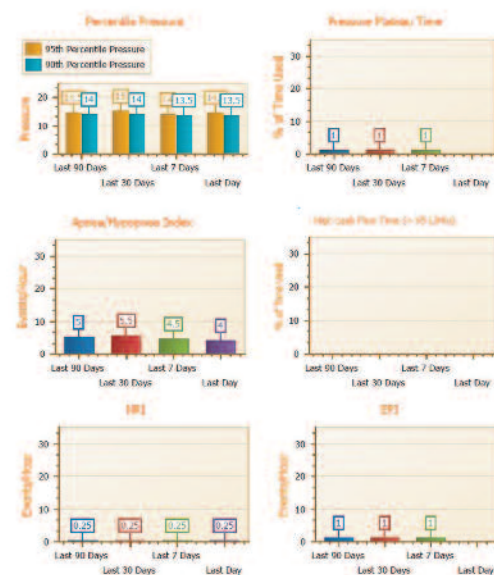 Percentile Pressure
95th Percentile Pressure
90th Percentile Pressure
Pressure
20
10
0
14 15 14 13.5 13.5
Last 90 Days Last 7 Days
Last 30 Days Last Day
Pressure Plateau Time
% of Time Used
30
20
10
0
1 1 1
Last 90 Days Last 7 Days
Last 30 Days Last Day
Apnea/Hypopnea Index
Events/Hour
30
20
10
0
5 5.5 4.5 4
Last 90 Days Last 7 Days
Last 30 Days Last Day
% of Time Used
30
20
10
0
Last 90 Days Last 7 Days
Last 30 Days Last Day
Events/Hour
30
20
10
0
0.25 0.25 0.25 0.25
Last 90 Days Last 7 Days
Last 30 Days Last Day
Events/Hour
30
20
10
0
1 1 1
Last 90 Days Last 7 Days
Last 30 Days Last Day